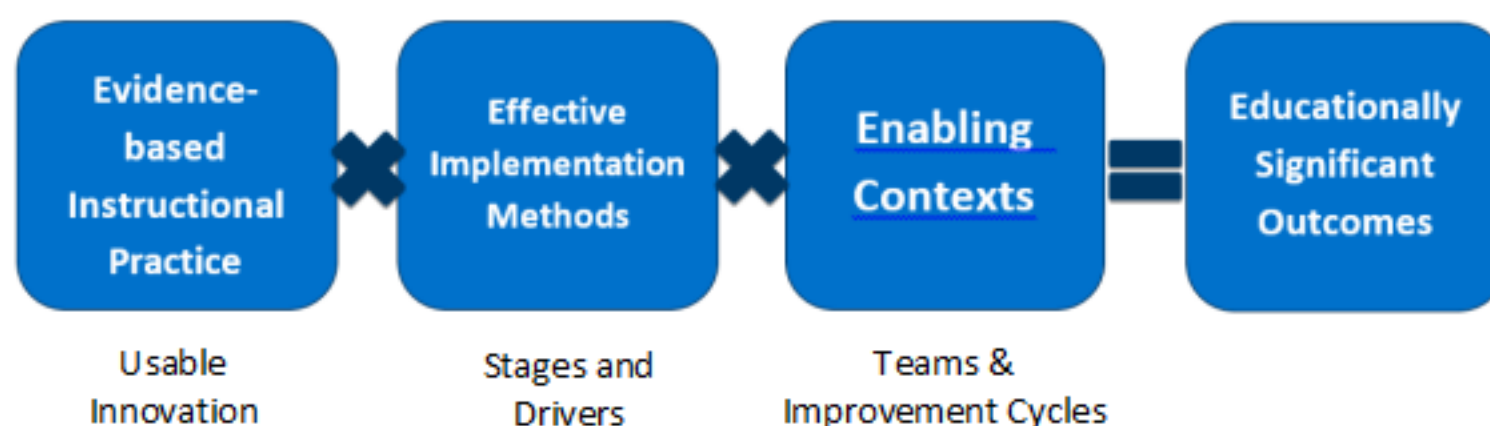 Evidence-
based
Instructional
Practice
Effective
Implementation
Methods
Enabling
Contexts
Educationally
Significant
Outcomes
Usable
Innovation
Stages and
Drivers
Teams &
Improvement Cycles